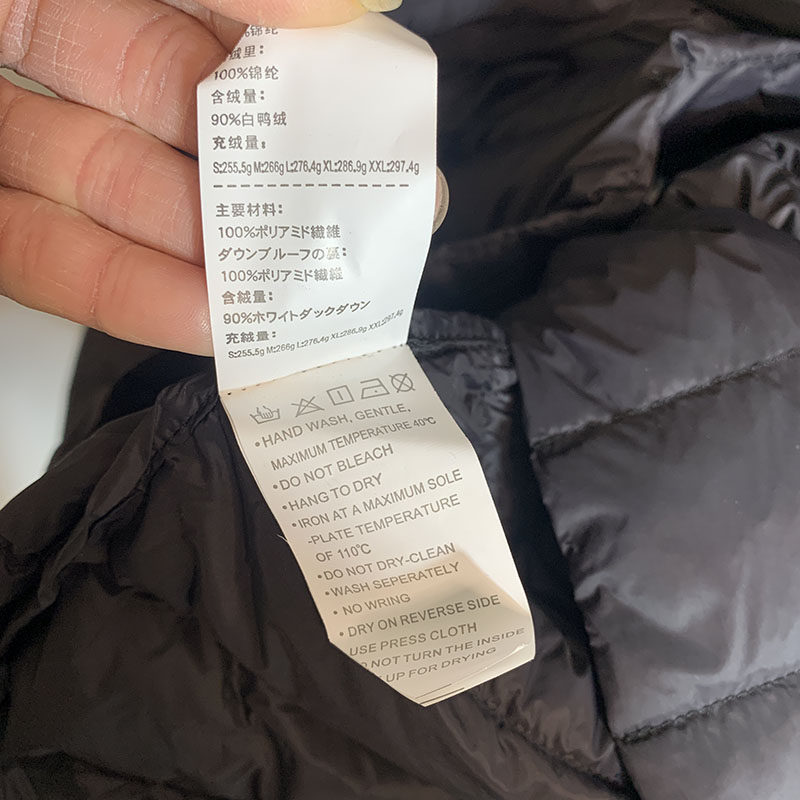 锦纶
绒里：
100%锦纶
含绒量：
90%白鸭绒
充绒量：
S:255.5g M:266g L:276.4g XL:286.9g XXL:297.4g
主要材料：
100%ポリアミド繊維
ダウンプルーフの裏：
100%ポリアミド繊維
含絨量：
90%ホワイトダックダウン
充絨量：
S:255.5g M:266g L:276.4g XL:286.9g XXL:297.4g
•HAND WASH, GENTLE,
MAXIMUM TEMPERATURE 40℃
•DO NOT BLEACH
•HANG TO DRY
•IRON AT A MAXIMUM SOLE
-PLATE TEMPERATURE
OF 110℃
•DO NOT DRY-CLEAN
•WASH SEPERATELY
• NO WRING
• DRY ON REVERSE SIDE
USE PRESS CLOTH
NOT TURN THE INSIDE
UP FOR DRYING